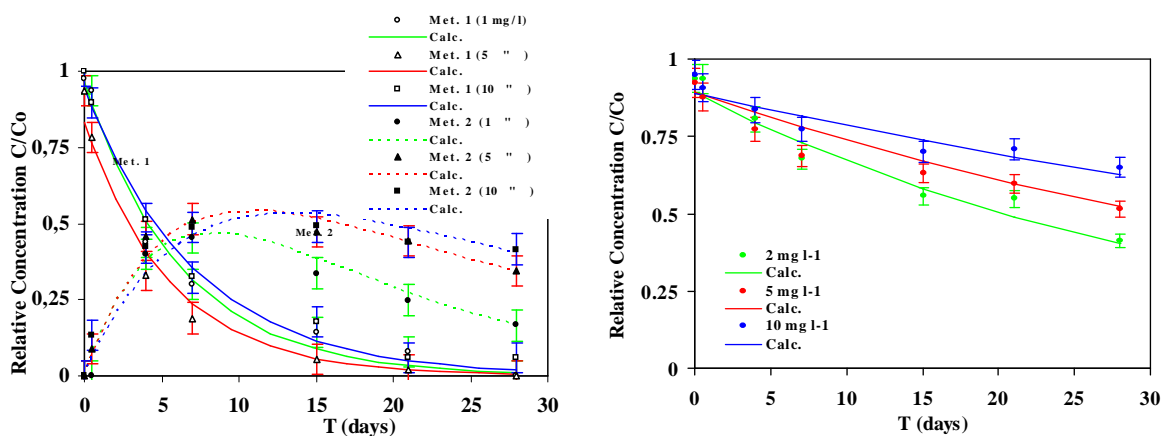 Met. 1 (1 mg/l)
Calc.
Met. 1 (5 " )
Calc.
Met. 1 (10 " )
Calc.
Met. 2 (1 " )
Calc.
Met. 2 (5 " )
Calc.
Met. 2 (10 " )
Calc.
Relative Concentration C/Co
1
0,75
0,5
0,25
0
Met. 1
Met. 2
0 5 10 15 20 25 30
T (days)
Relative Concentration C/Co
1
0.75
0.5
0.25
0
2 mg l-1
Calc.
5 mg l-1
Calc.
10 mg l-1
Calc.
0 5 10 15 20 25 30
T (days)